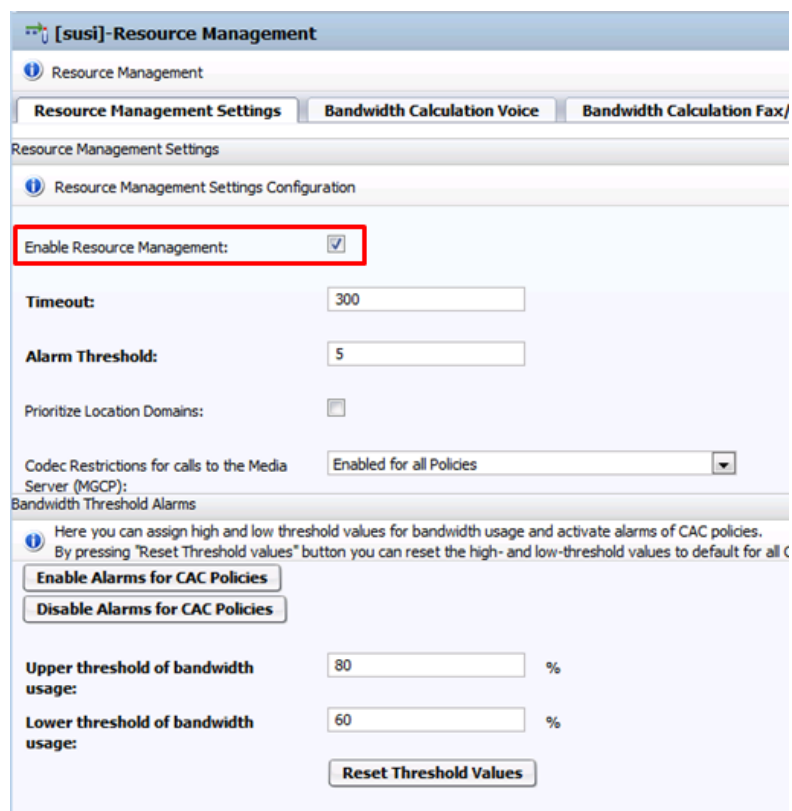 [susi]-Resource Management
Resource Management
Resource Management Settings Bandwidth Calculation Voice Bandwidth Calculation Fax/
Resource Management Settings
Resource Management Settings Configuration
Enable Resource Management:
Timeout: 300
Alarm Threshold: 5
Prioritize Location Domains:
Codec Restrictions for calls to the Media Enabled for all Policies
Server (MGCP):
Bandwidth Threshold Alarms
Here you can assign high and low threshold values for bandwidth usage and activate alarms of CAC policies.
By pressing "Reset Threshold values" button you can reset the high- and low-threshold values to default for all
Enable Alarms for CAC Policies
Disable Alarms for CAC Policies
Upper threshold of bandwidth 80 %
usage:
Lower threshold of bandwidth 60 %
usage:
Reset Threshold Values